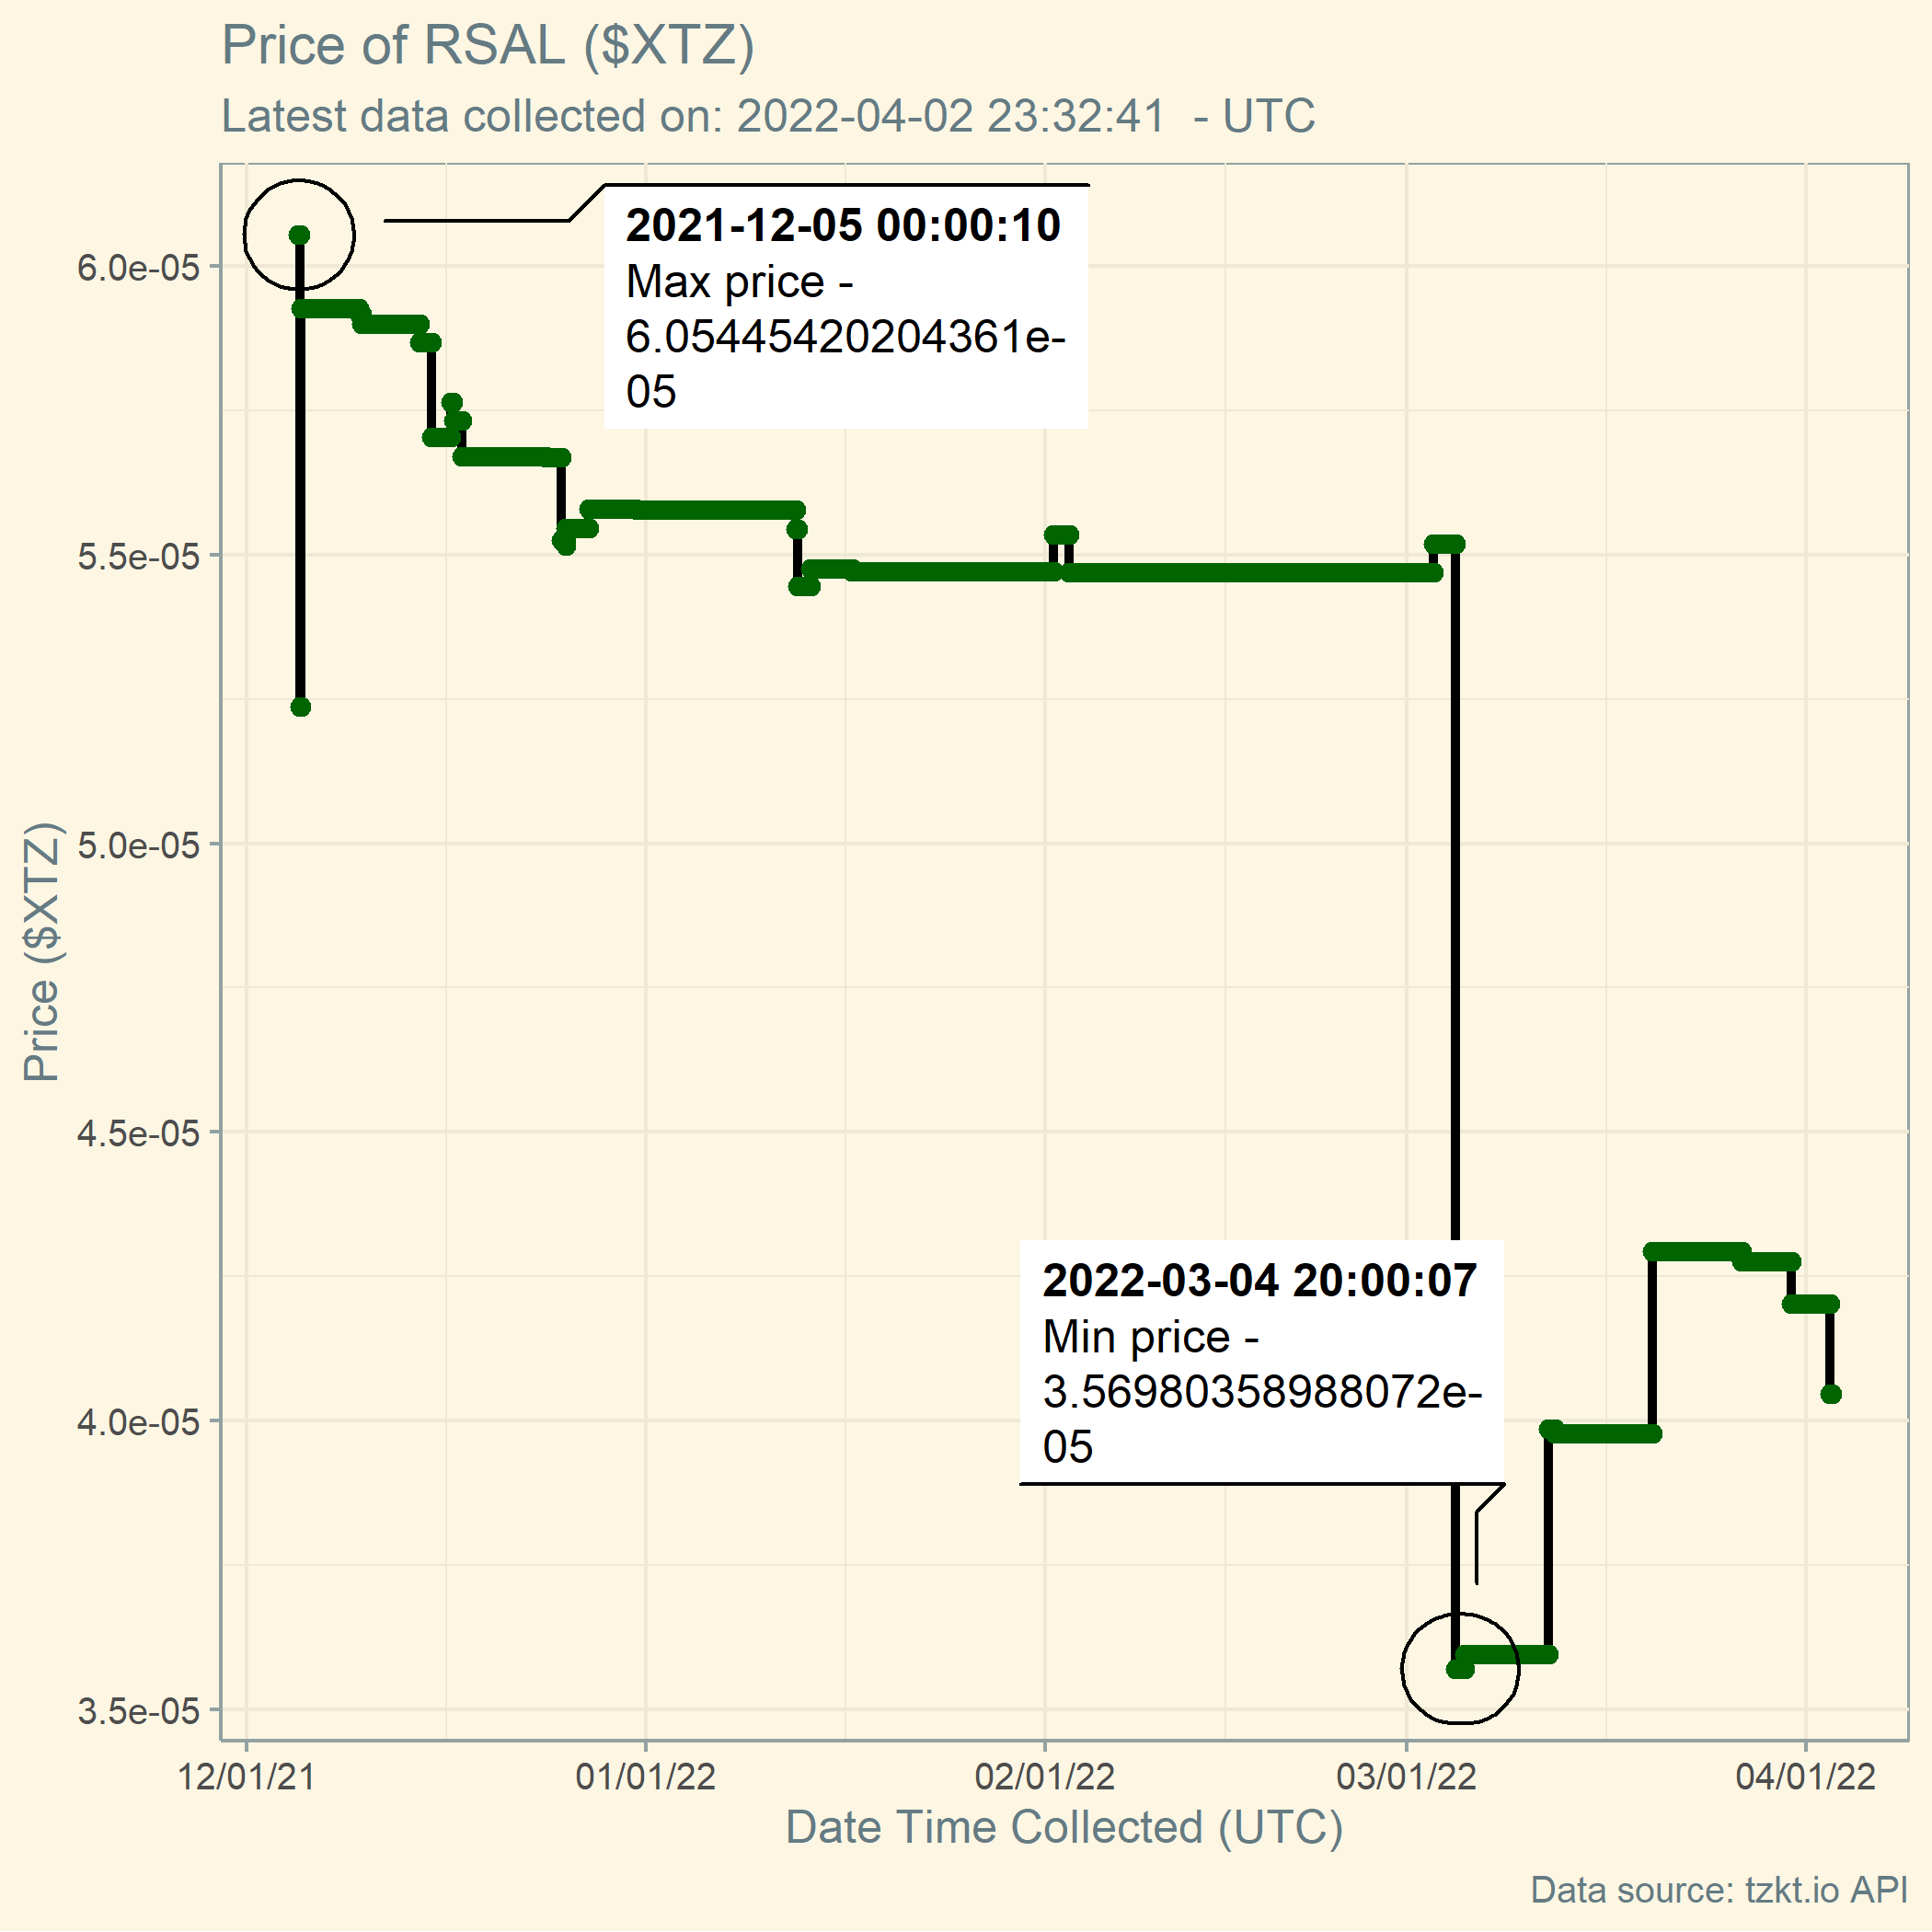 Price of RSAL ($XTZ)
Latest data collected on: 2022-04-02 23:32:41  - UTC
2021-12-05 00:00:10
Max price -
6.05445420204361e-
05
6.0e-05
5.5e-05
5.0e-05
4.5e-05
4.0e-05
3.5e-05
Price ($XTZ)
2022-03-04 20:00:07
Min price -
3.56980358988072e-
05
12/01/21
01/01/22
02/01/22
03/01/22
04/01/22
Date Time Collected (UTC)
Data source: tzkt.io API